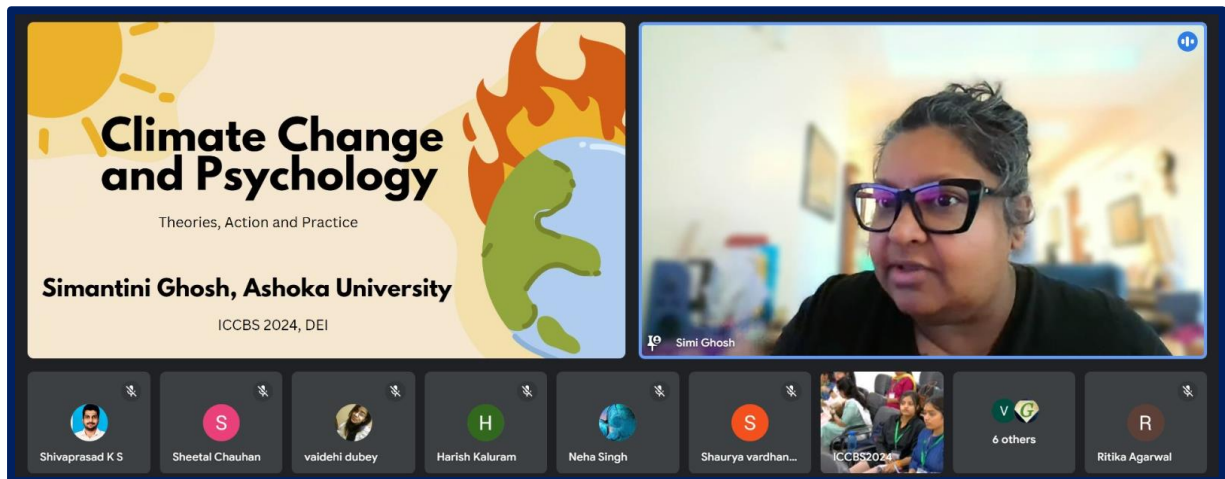 Climate Change
and Psychology
Theories, Action and Practice
Simantini Ghosh, Ashoka University
ICCBS 2024, DEI
Simi Ghosh
Shivaprasad K S
S
Sheetal Chauhan
vaidehi dubey
H
Harish Kaluram
Neha Singh
S
Shaurya vardhan...
ICCBS2024
V G
6 others
R
Ritika Agarwal